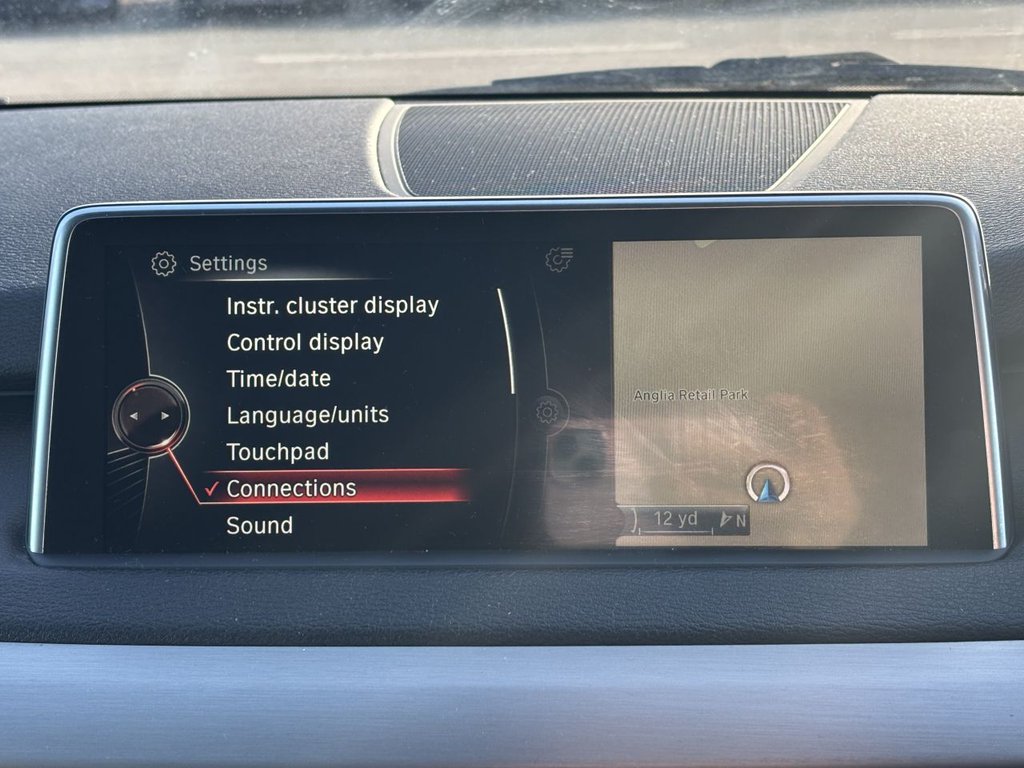 Settings
Instr. cluster display
Control display
Time/date
Language/units
Touchpad
Connections
Sound
Anglia Retail Park
12 yd
N